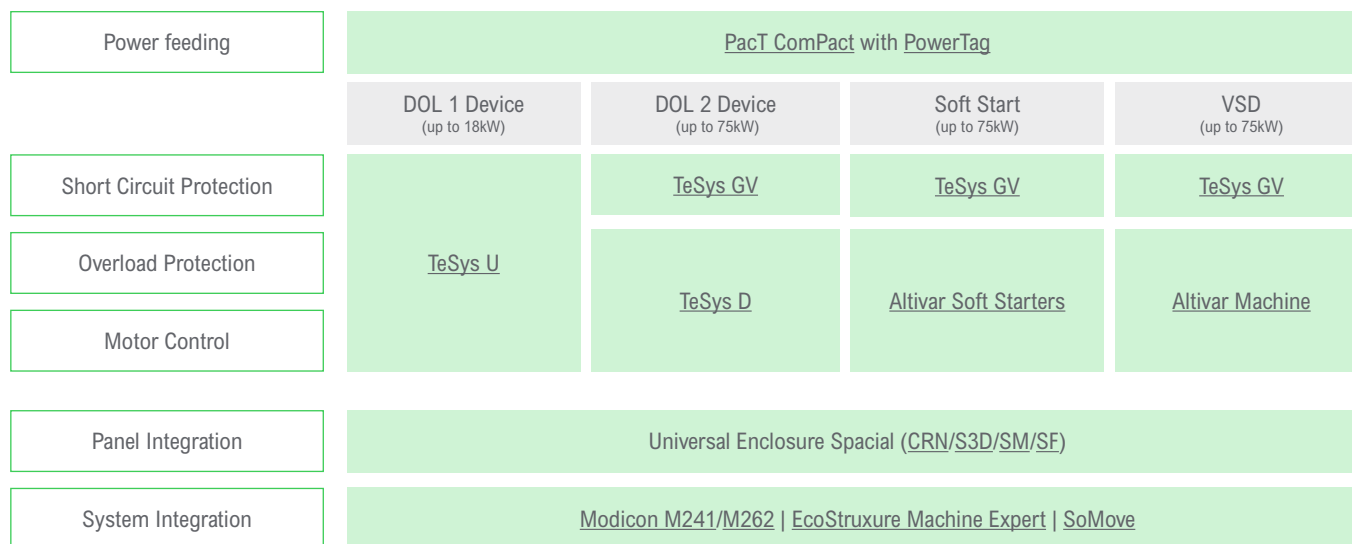 Power feeding
PacT ComPact with PowerTag
DOL 1 Device
(up to 18kW)
DOL 2 Device
(up to 75kW)
Soft Start
(up to 75kW)
VSD
(up to 75kW)
Short Circuit Protection
TeSys GV
TeSys GV
TeSys GV
Overload Protection
TeSys U
TeSys D
Altivar Soft Starters
Altivar Machine
Motor Control
Panel Integration
Universal Enclosure Spacial (CRN/S3D/SM/SF)
System Integration
Modicon M241/M262 | EcoStruxure Machine Expert | SoMove